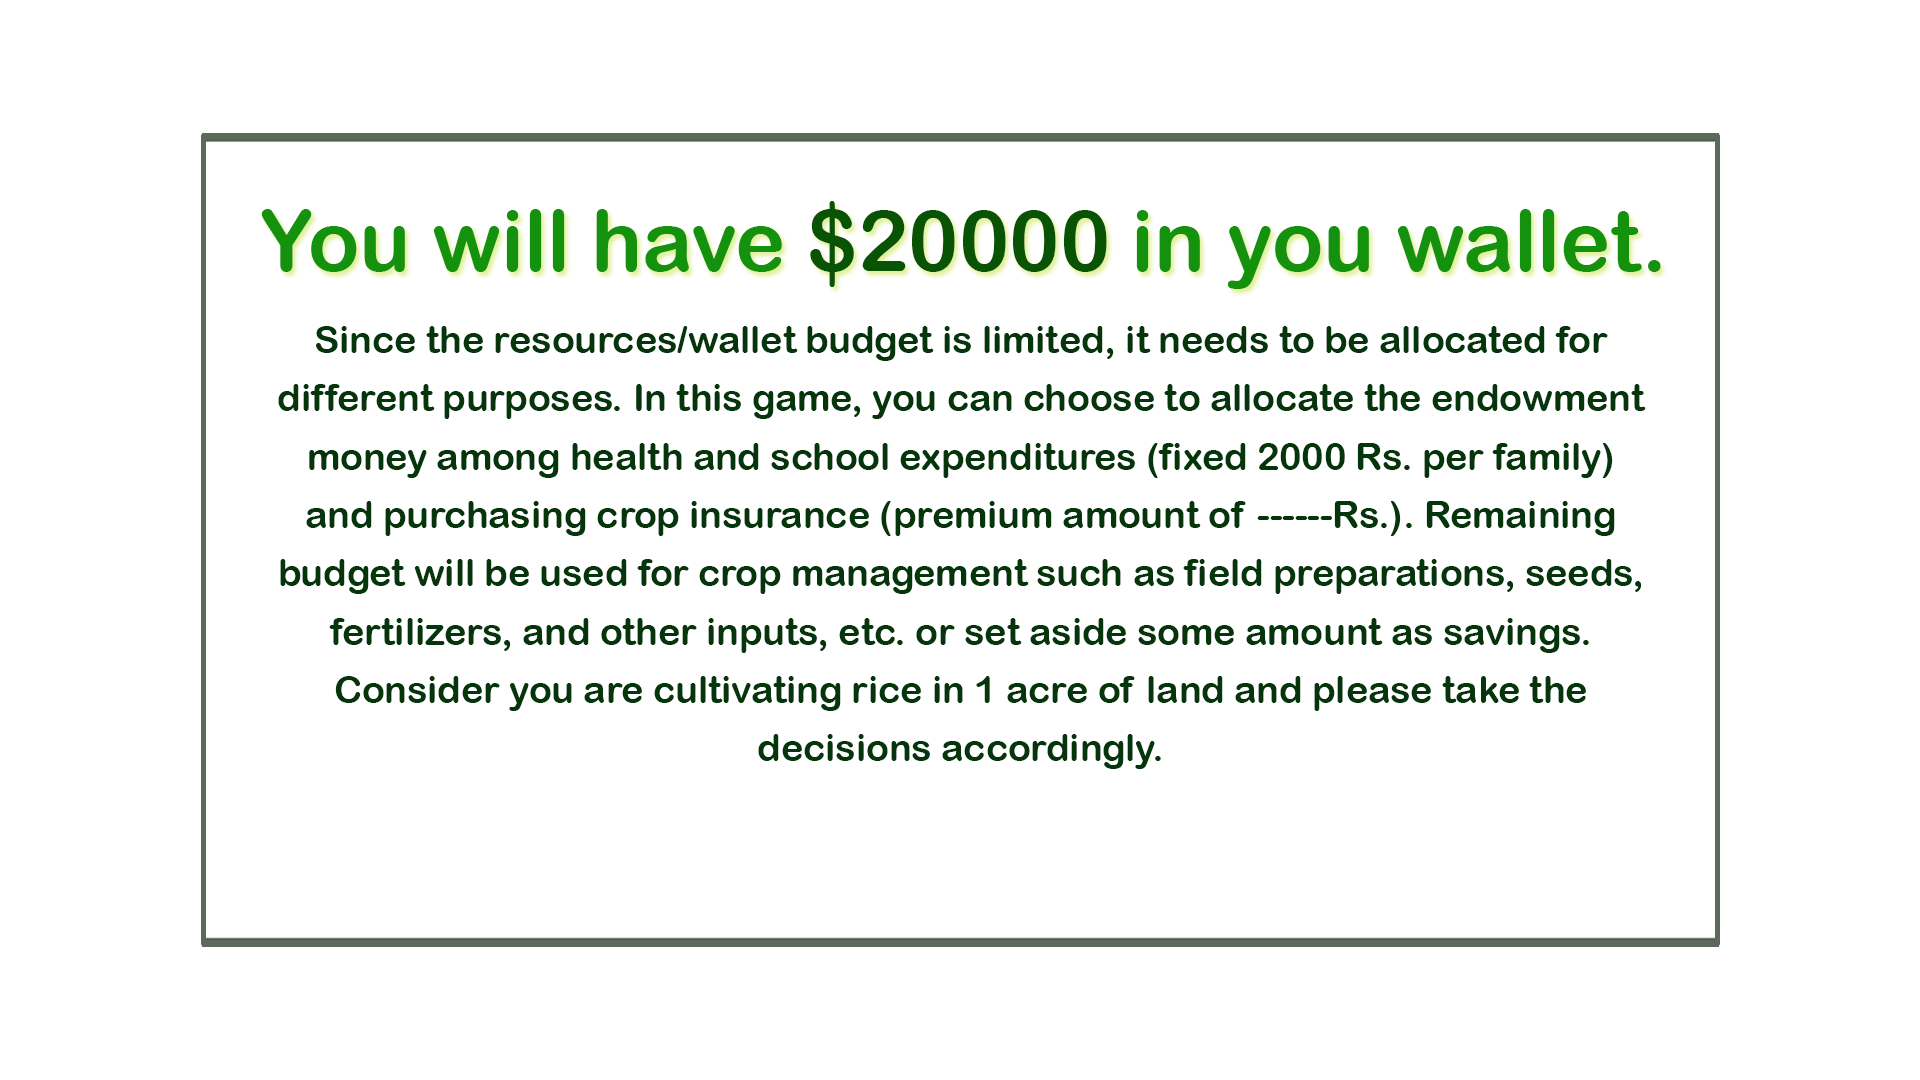 You will have $20000 in you wallet.
Since the resources/wallet budget is limited, it needs to be allocated for
different purposes. In this game, you can choose to allocate the endowment
money among health and school expenditures (fixed 2000 Rs. per family)
and purchasing crop insurance (premium amount of ------Rs.). Remaining
budget will be used for crop management such as field preparations, seeds,
fertilizers, and other inputs, etc. or set aside some amount as savings.
Consider you are cultivating rice in 1 acre of land and please take the
decisions accordingly.